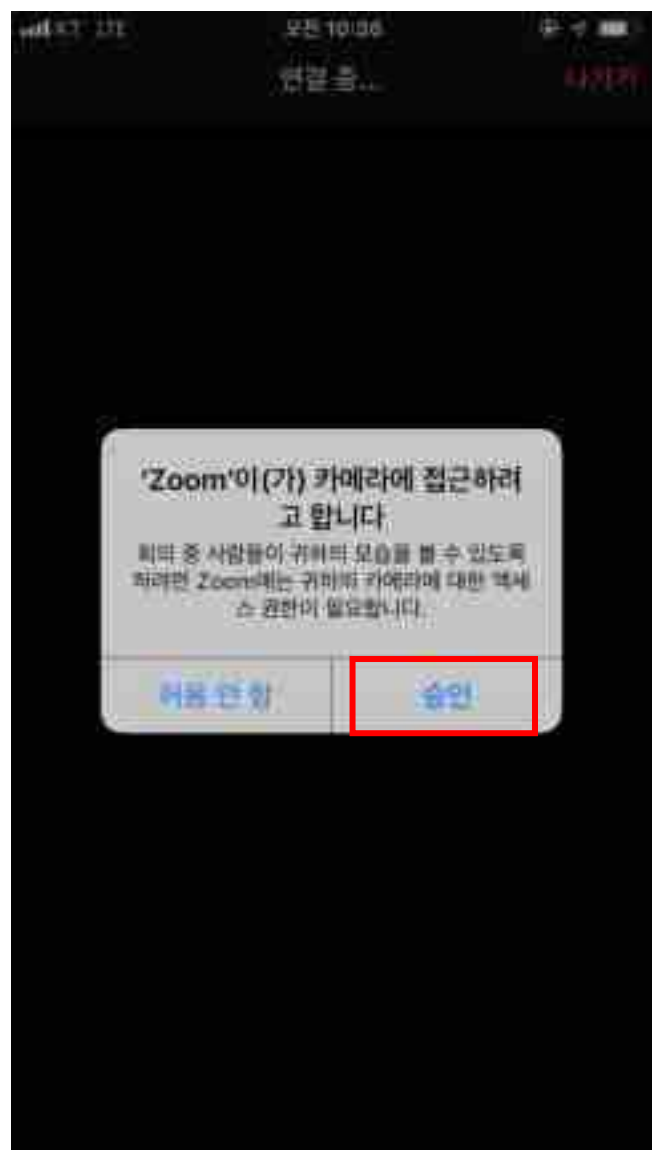 KT LTE 오전 10:36
연결 중... 나가기
'Zoom'이(가) 카메라에 접근하려
고 합니다
회의 중 사람들이 귀하의 모습을 볼 수 있도록
하려면 Zoom에는 귀하의 카메라에 대한 액세
스 권한이 필요합니다.
허용 안 함 승인